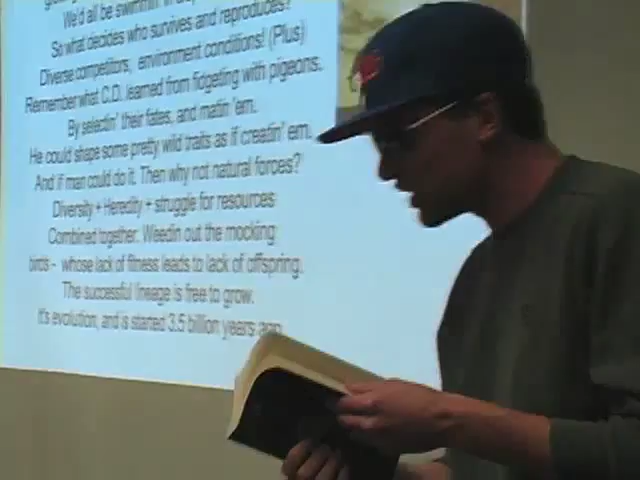 We'd all be swimmin' in
So what decides who survives and reproduces?
Diverse competitors, environment conditions! (Plus)
Remember what C.D. learned from fidgeting with pigeons.
By selectin' their fates, and matin' em.
He could shape some pretty wild traits as if creatin' em.
And if man could do it. Then why not natural forces?
Diversity + Heredity + struggle for resources
Combined together. Weedin out the mocking
birds - whose lack of fitness leads to lack of offspring.
The successful lineage is free to grow.
It's evolution, and is started 3.5 billion years ago.